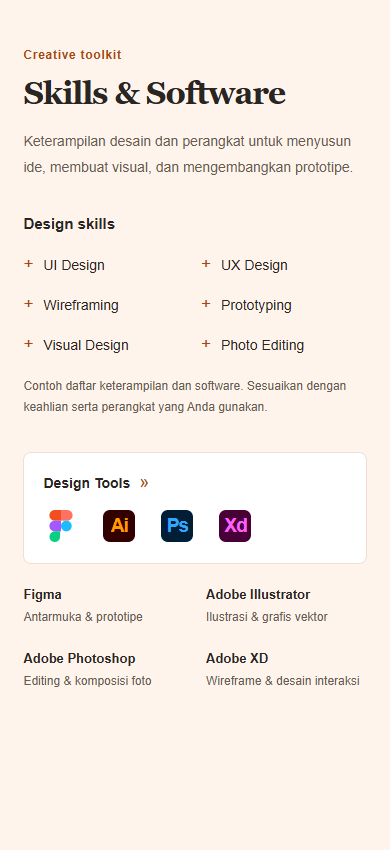 Creative toolkit
Skills & Software
Keterampilan desain dan perangkat untuk menyusun
ide, membuat visual, dan mengembangkan prototipe.
Design skills
+ UI Design
+ UX Design
+ Wireframing
+ Prototyping
+ Visual Design
+ Photo Editing
Contoh daftar keterampilan dan software. Sesuaikan dengan
keahlian serta perangkat yang Anda gunakan.
Design Tools »
Ai Ps Xd
Figma
Antarmuka & prototipe
Adobe Illustrator
Ilustrasi & grafis vektor
Adobe Photoshop
Editing & komposisi foto
Adobe XD
Wireframe & desain interaksi